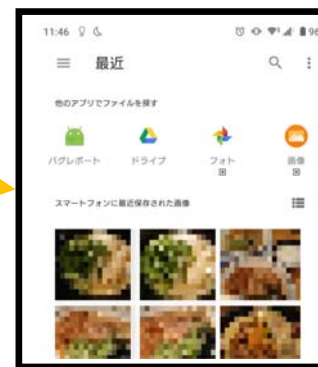 11:46
96
最近
他のアプリでファイルを探す
バグレポート ドライブ フォト 画像
スマートフォンに最近保存された画像